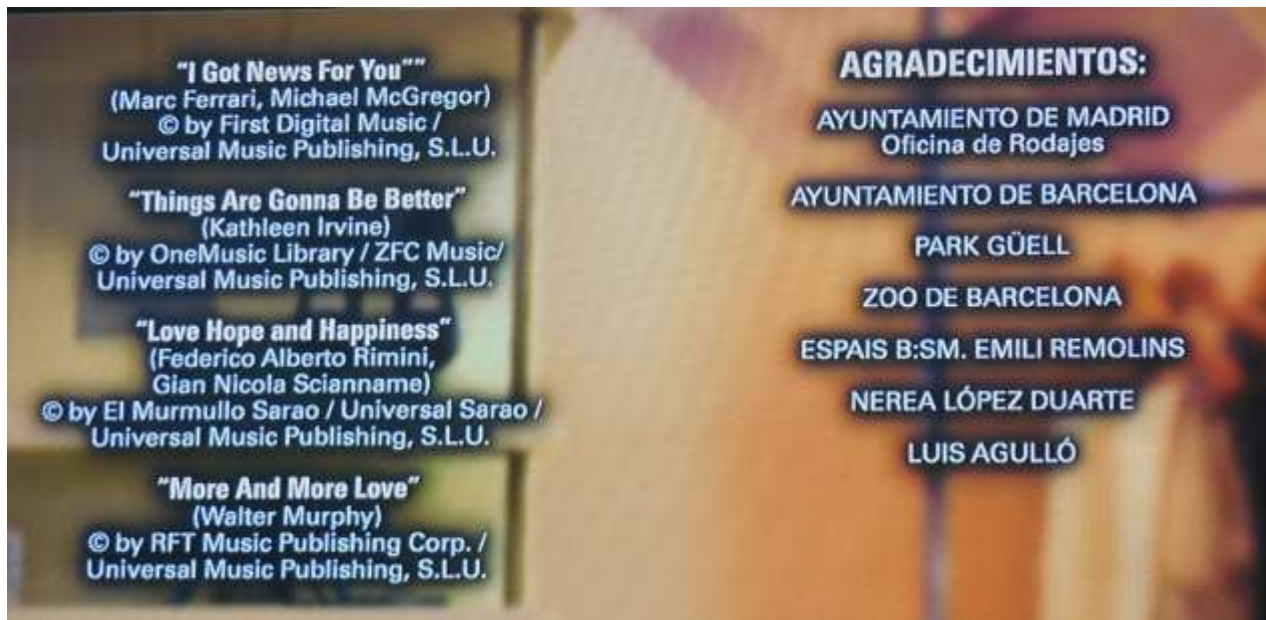 "I Got News For You""
(Marc Ferrari, Michael McGregor)
© by First Digital Music /
Universal Music Publishing, S.L.U.
"Things Are Gonna Be Better"
(Kathleen Irvine)
© by OneMusic Library / ZFC Music/
Universal Music Publishing, S.L.U.
"Love Hope and Happiness"
(Federico Alberto Rimini,
Gian Nicola Scianname)
© by El Murmullo Sarao / Universal Sarao /
Universal Music Publishing, S.L.U.
"More And More Love"
(Walter Murphy)
© by RFT Music Publishing Corp. /
Universal Music Publishing, S.L.U.
AGRADECIMIENTOS:
AYUNTAMIENTO DE MADRID
Oficina de Rodajes
AYUNTAMIENTO DE BARCELONA
PARK GÜELL
ZOO DE BARCELONA
ESPAIS B:SM. EMILI REMOLINS
NEREA LÓPEZ DUARTE
LUIS AGULLÓ